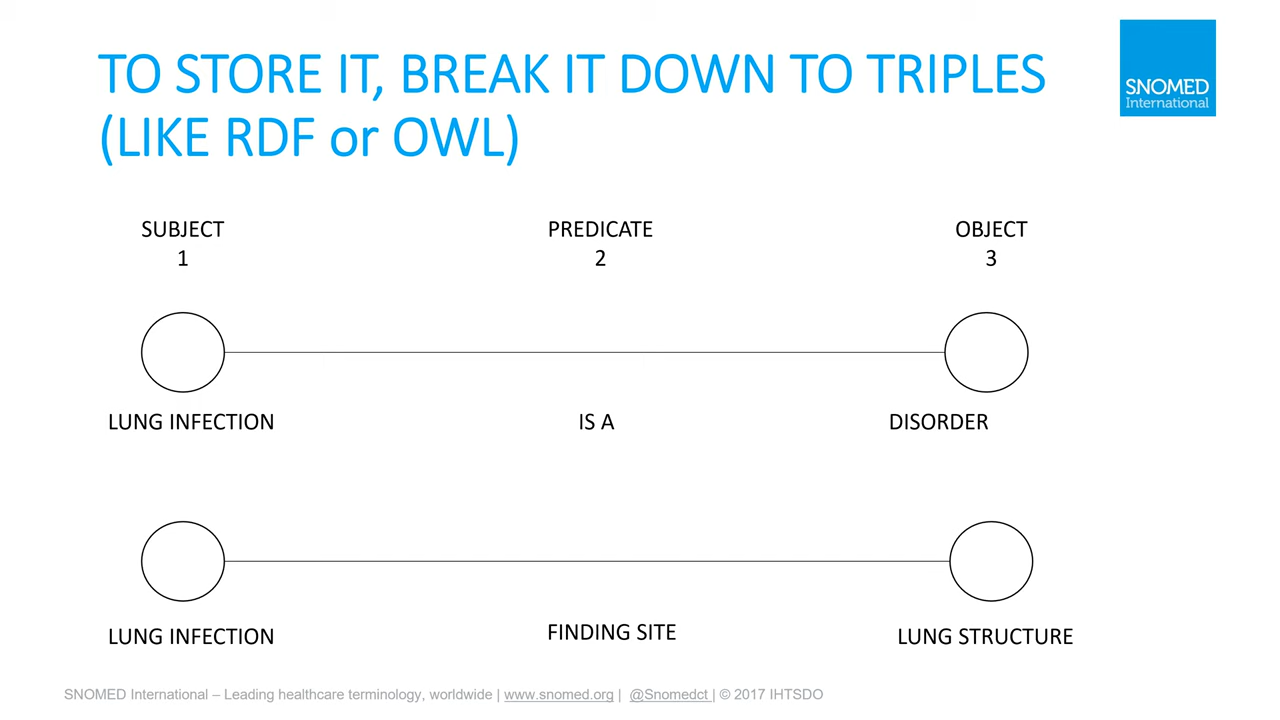 TO STORE IT, BREAK IT DOWN TO TRIPLES
(LIKE RDF or OWL)
SNOMED
International
SUBJECT
1
PREDICATE
2
OBJECT
3
LUNG INFECTION
IS A
DISORDER
LUNG INFECTION
FINDING SITE
LUNG STRUCTURE
SNOMED International – Leading healthcare terminology, worldwide | www.snomed.org | @Snomedct | © 2017 IHTSDO